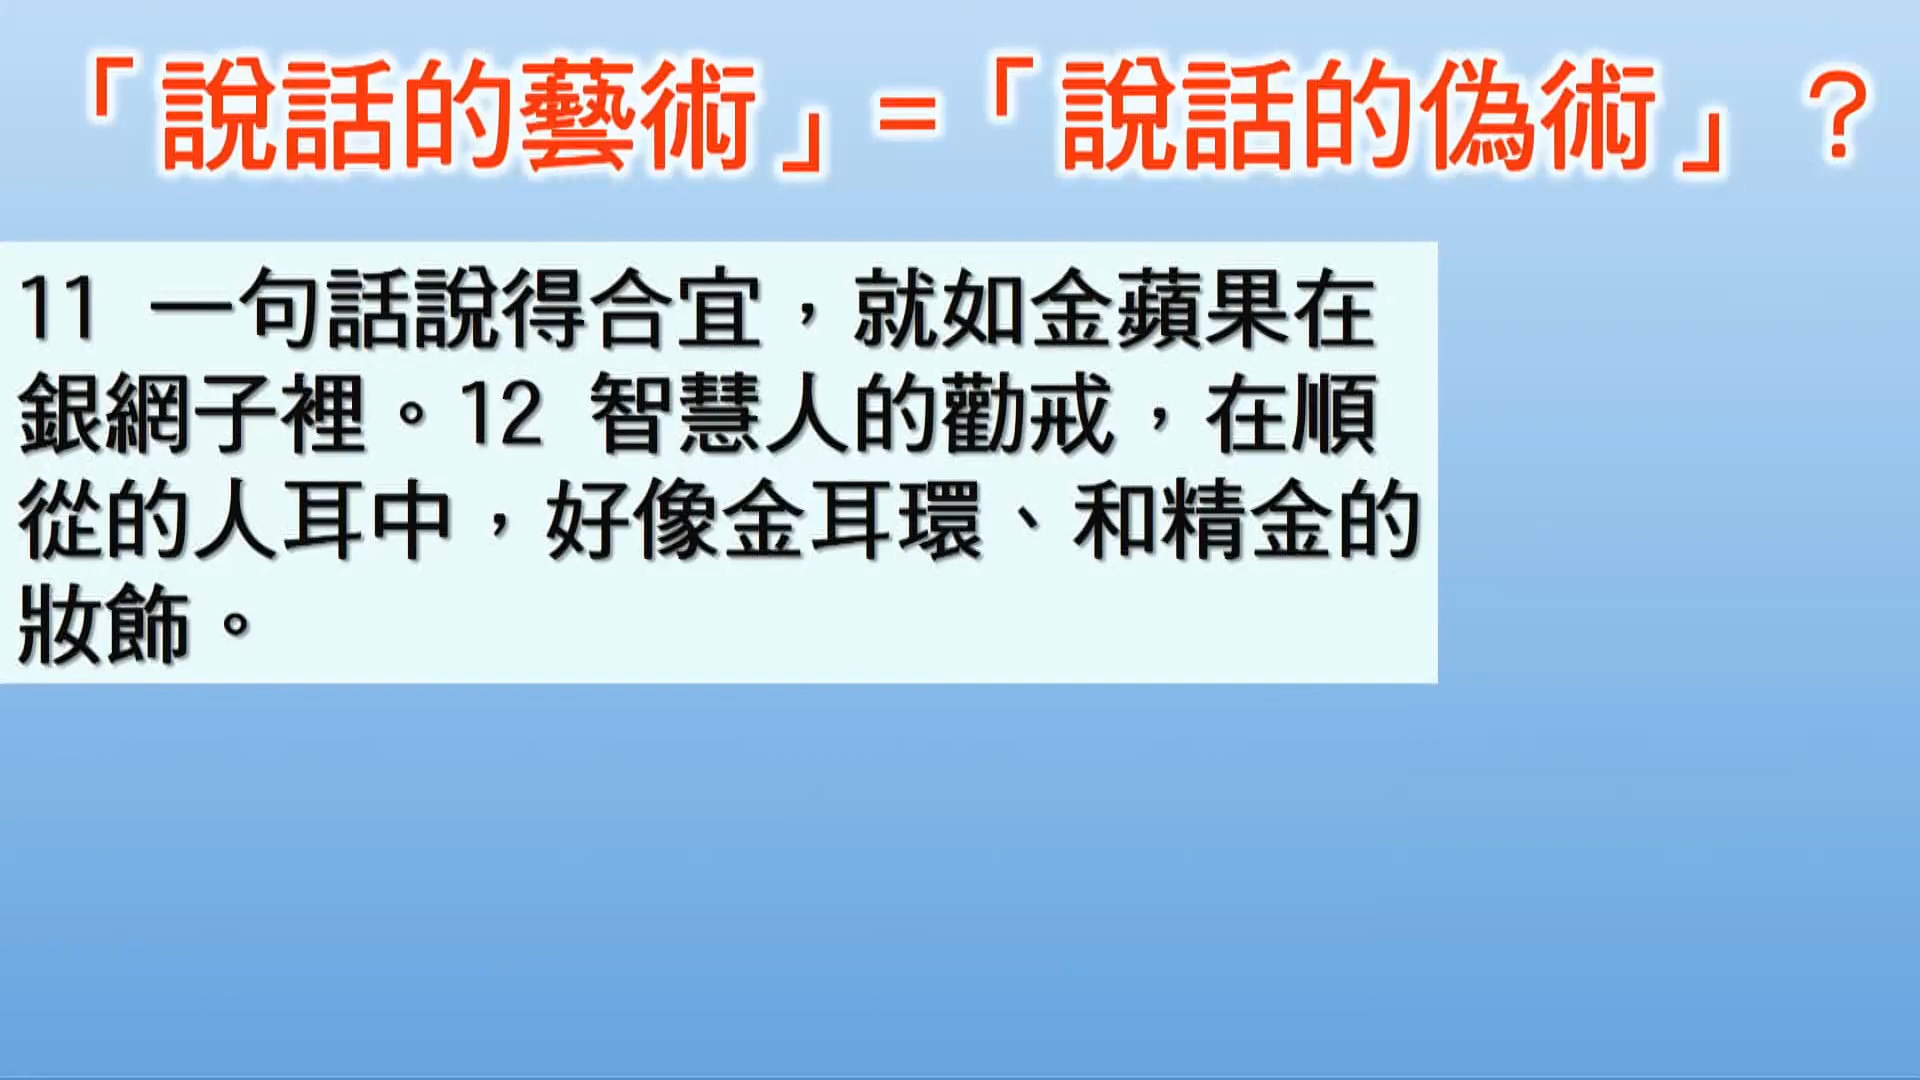 「說話的藝術」=「說話的偽術」？
11 一句話說得合宜，就如金蘋果在
銀網子裡。12 智慧人的勸戒，在順
從的人耳中，好像金耳環、和精金的
妝飾。